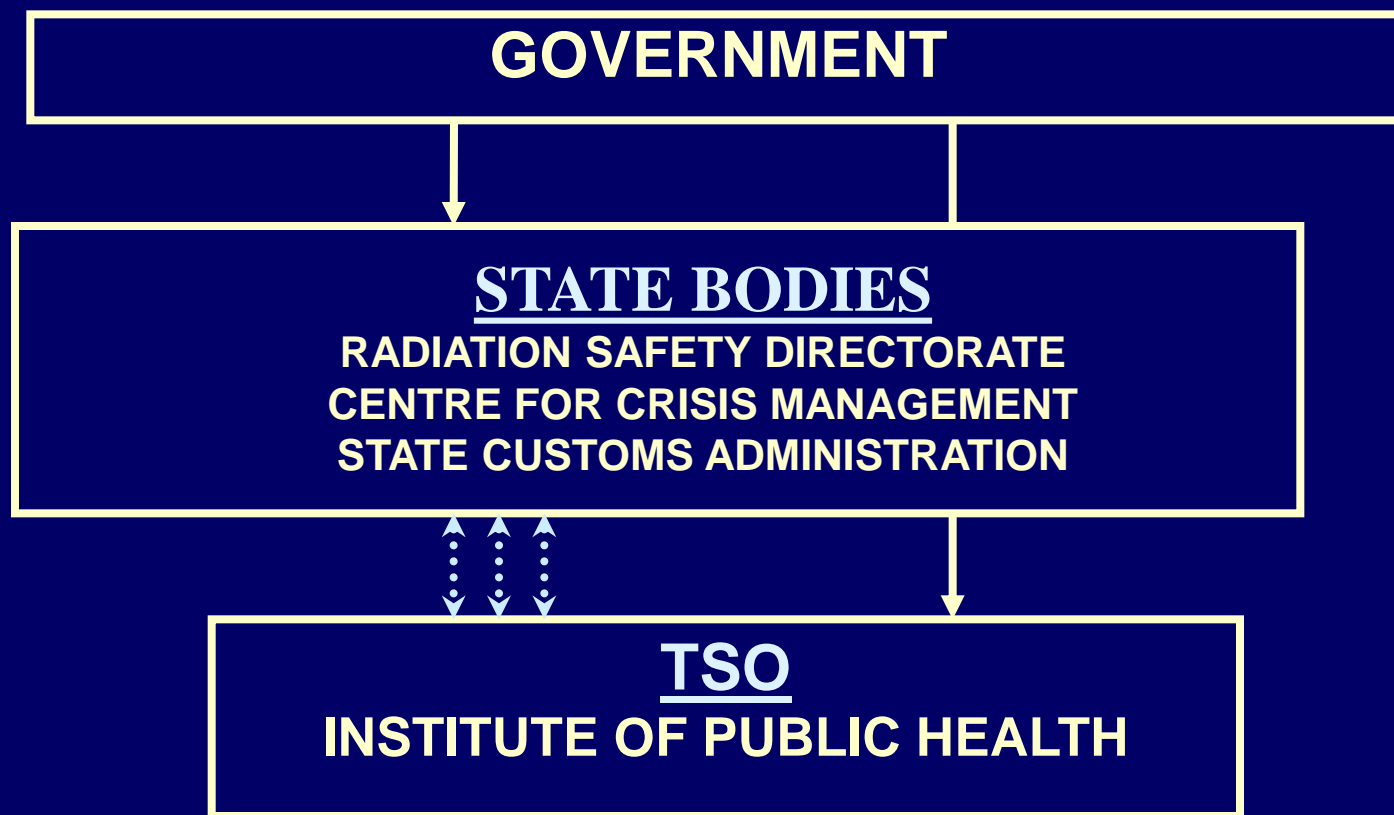 GOVERNMENT
STATE BODIES
RADIATION SAFETY DIRECTORATE
CENTRE FOR CRISIS MANAGEMENT
STATE CUSTOMS ADMINISTRATION
TSO
INSTITUTE OF PUBLIC HEALTH